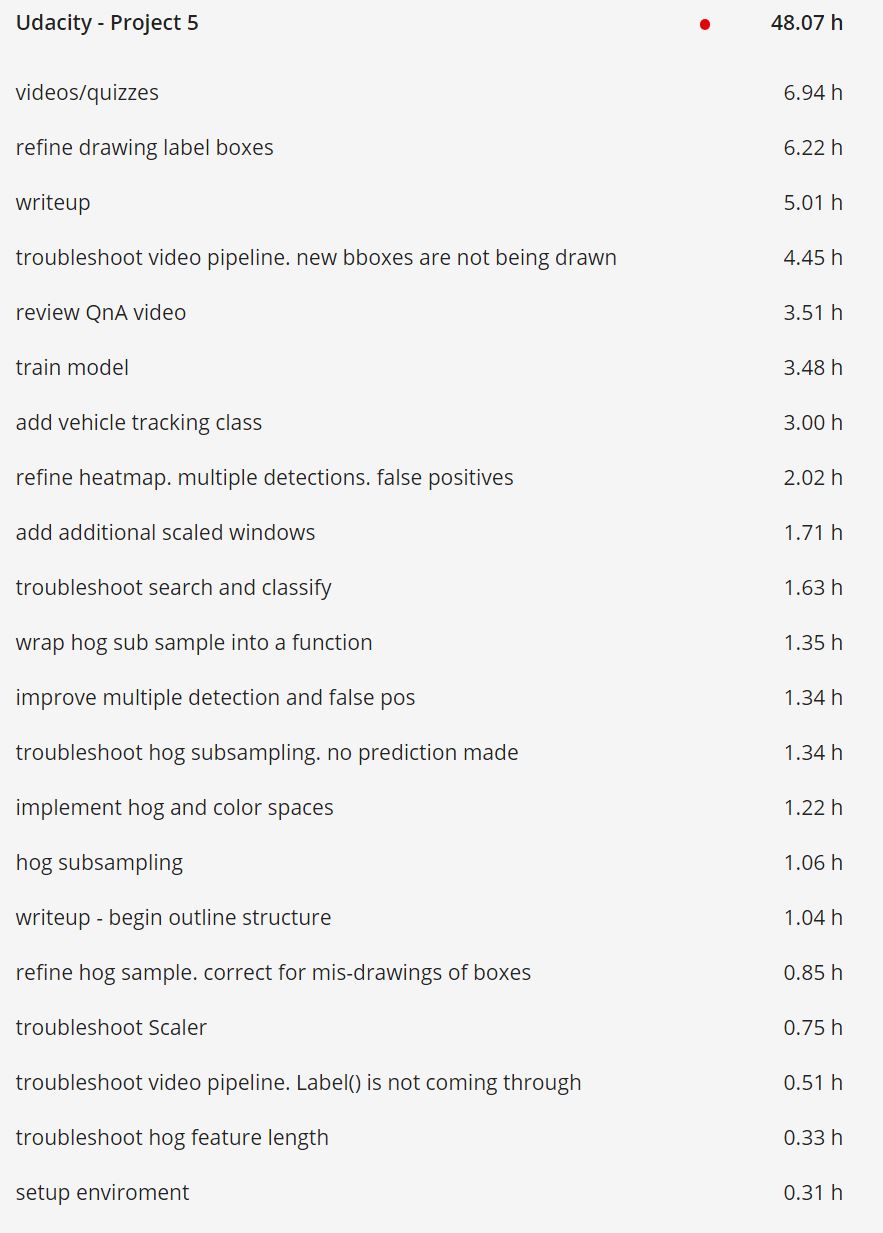 Udacity - Project 5 48.07 h
videos/quizzes 6.94 h
refine drawing label boxes 6.22 h
writeup 5.01 h
troubleshoot video pipeline. new bboxes are not being drawn 4.45 h
review QnA video 3.51 h
train model 3.48 h
add vehicle tracking class 3.00 h
refine heatmap. multiple detections. false positives 2.02 h
add additional scaled windows 1.71 h
troubleshoot search and classify 1.63 h
wrap hog sub sample into a function 1.35 h
improve multiple detection and false pos 1.34 h
troubleshoot hog subsampling. no prediction made 1.34 h
implement hog and color spaces 1.22 h
hog subsampling 1.06 h
writeup - begin outline structure 1.04 h
refine hog sample. correct for mis-drawings of boxes 0.85 h
troubleshoot Scaler 0.75 h
troubleshoot video pipeline. Label() is not coming through 0.51 h
troubleshoot hog feature length 0.33 h
setup enviroment 0.31 h